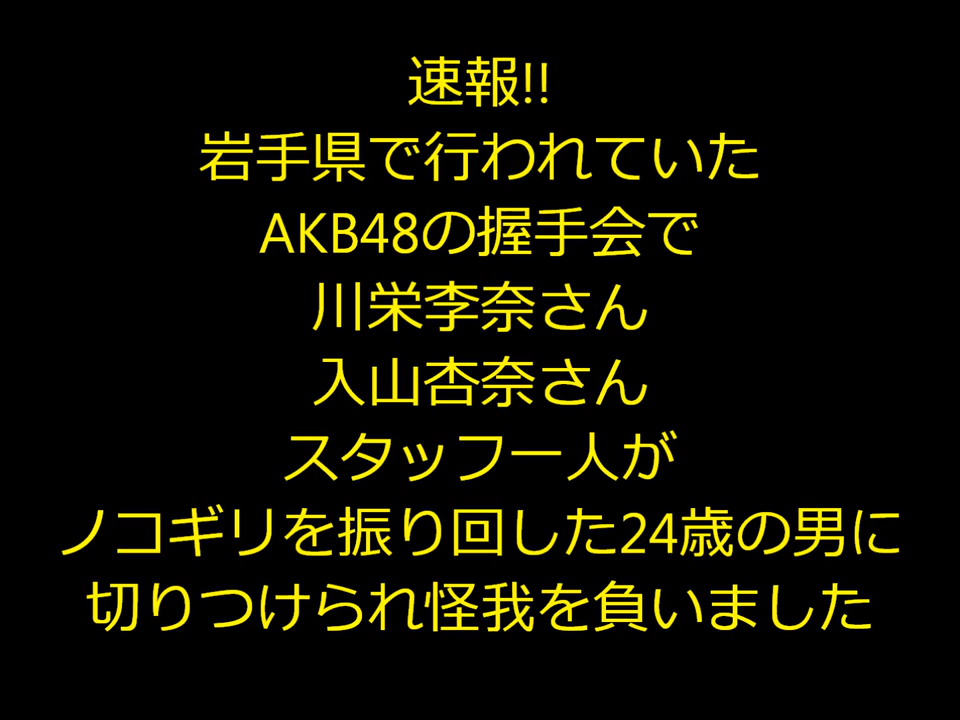 速報!!
岩手県で行われていた
AKB48の握手会で
川栄李奈さん
入山杏奈さん
スタッフ一人が
ノコギリを振り回した24歳の男に
切りつけられ怪我を負いました